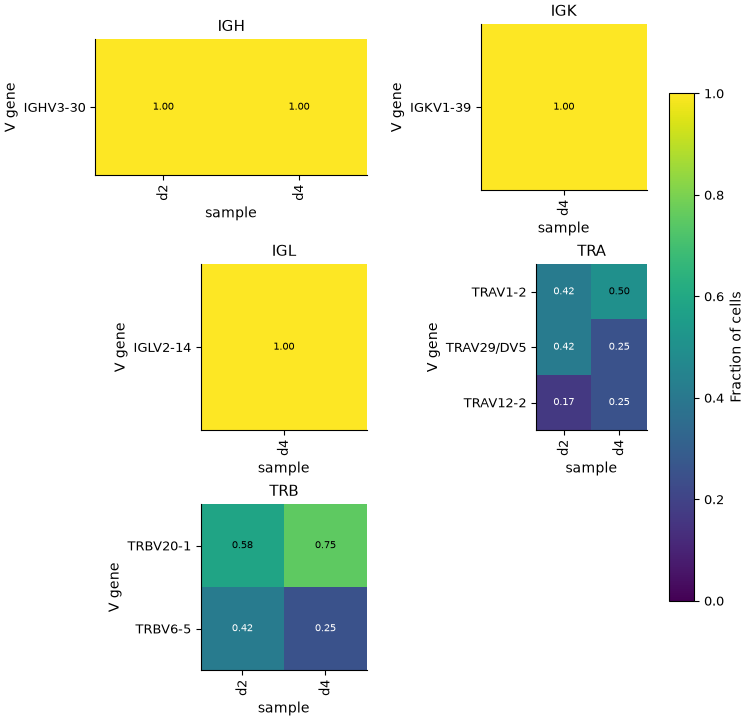 IGH
V gene
IGHV3-30
1.00 1.00
d2 d4
sample
IGK
V gene
IGKV1-39
1.00
d4
sample
IGL
V gene
IGLV2-14
1.00
d4
sample
TRA
V gene
TRAV1-2 0.42 0.50
TRAV29/DV5 0.42 0.25
TRAV12-2 0.17 0.25
d2 d4
sample
TRB
V gene
TRBV20-1 0.58 0.75
TRBV6-5 0.42 0.25
d2 d4
sample
1.0
0.8
0.6
0.4
0.2
0.0
Fraction of cells